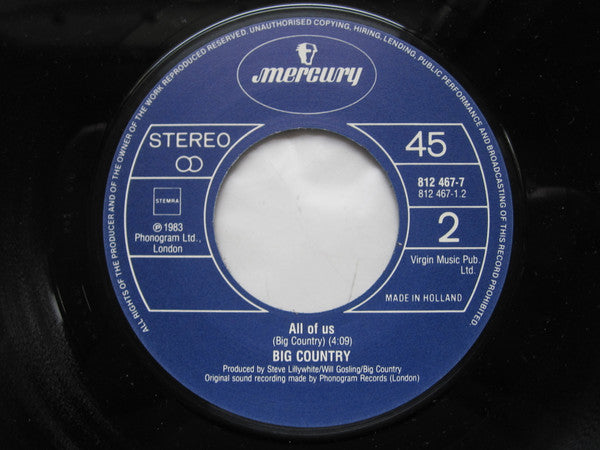 ALL RIGHTS OF THE PRODUCER AND OF THE OWNER OF THE WORK REPRODUCED RESERVED. UNAUTHORISED COPYING, HIRING, LENDING, PUBLIC PERFORMANCE AND BROADCASTING OF THIS RECORD PROHIBITED.
mercury
STEREO
STEMRA
℗ 1983
Phonogram Ltd.,
London
45
812 467-7
812 467-1.2
2
Virgin Music Pub.
Ltd.
MADE IN HOLLAND
All of us
(Big Country) (4:09)
BIG COUNTRY
Produced by Steve Lillywhite/Will Gosling/Big Country
Original sound recording made by Phonogram Records (London)